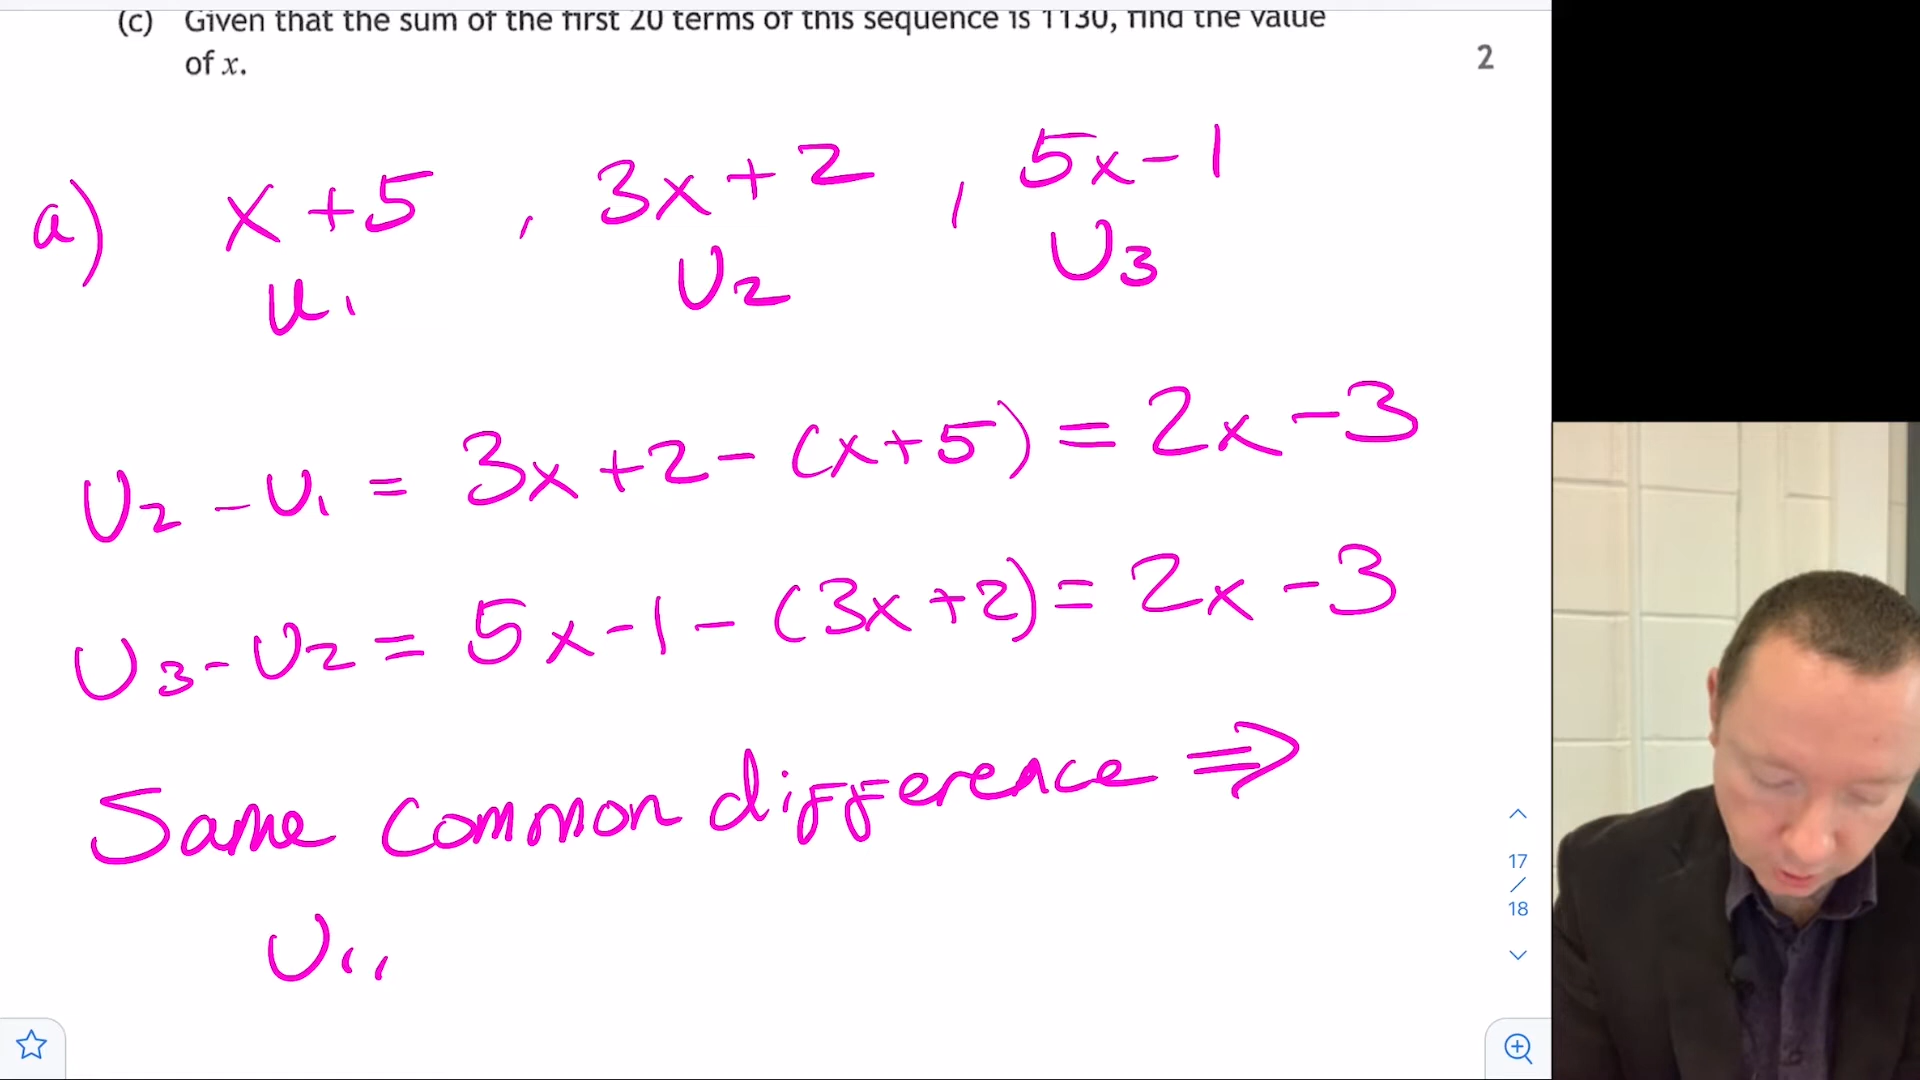 (c) Given that the sum of the first 20 terms of this sequence is 1130, find the value
of x.
2
a) x+5 , 3x+2 , 5x-1
u₁ U₂ U₃
U₂ - U₁ = 3x+2-(x+5) = 2x-3
U₃-U₂ = 5x-1-(3x+2) = 2x-3
Same common difference ⇒
U₁,
17
/
18